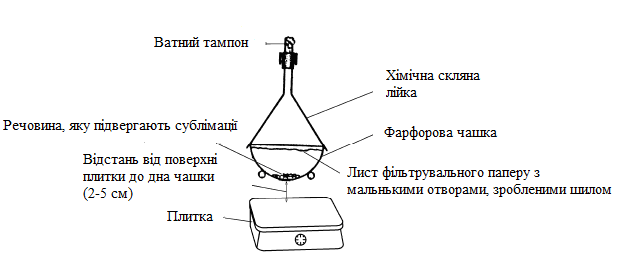 Ватний тампон
Хімічна скляна
лійка
Речовина, яку підвергають сублімації
Фарфорова чашка
Відстань від поверхні
плитки до дна чашки
(2-5 см)
Лист фільтрувального паперу з
малькькими отворами, зробленими шилом
Плитка